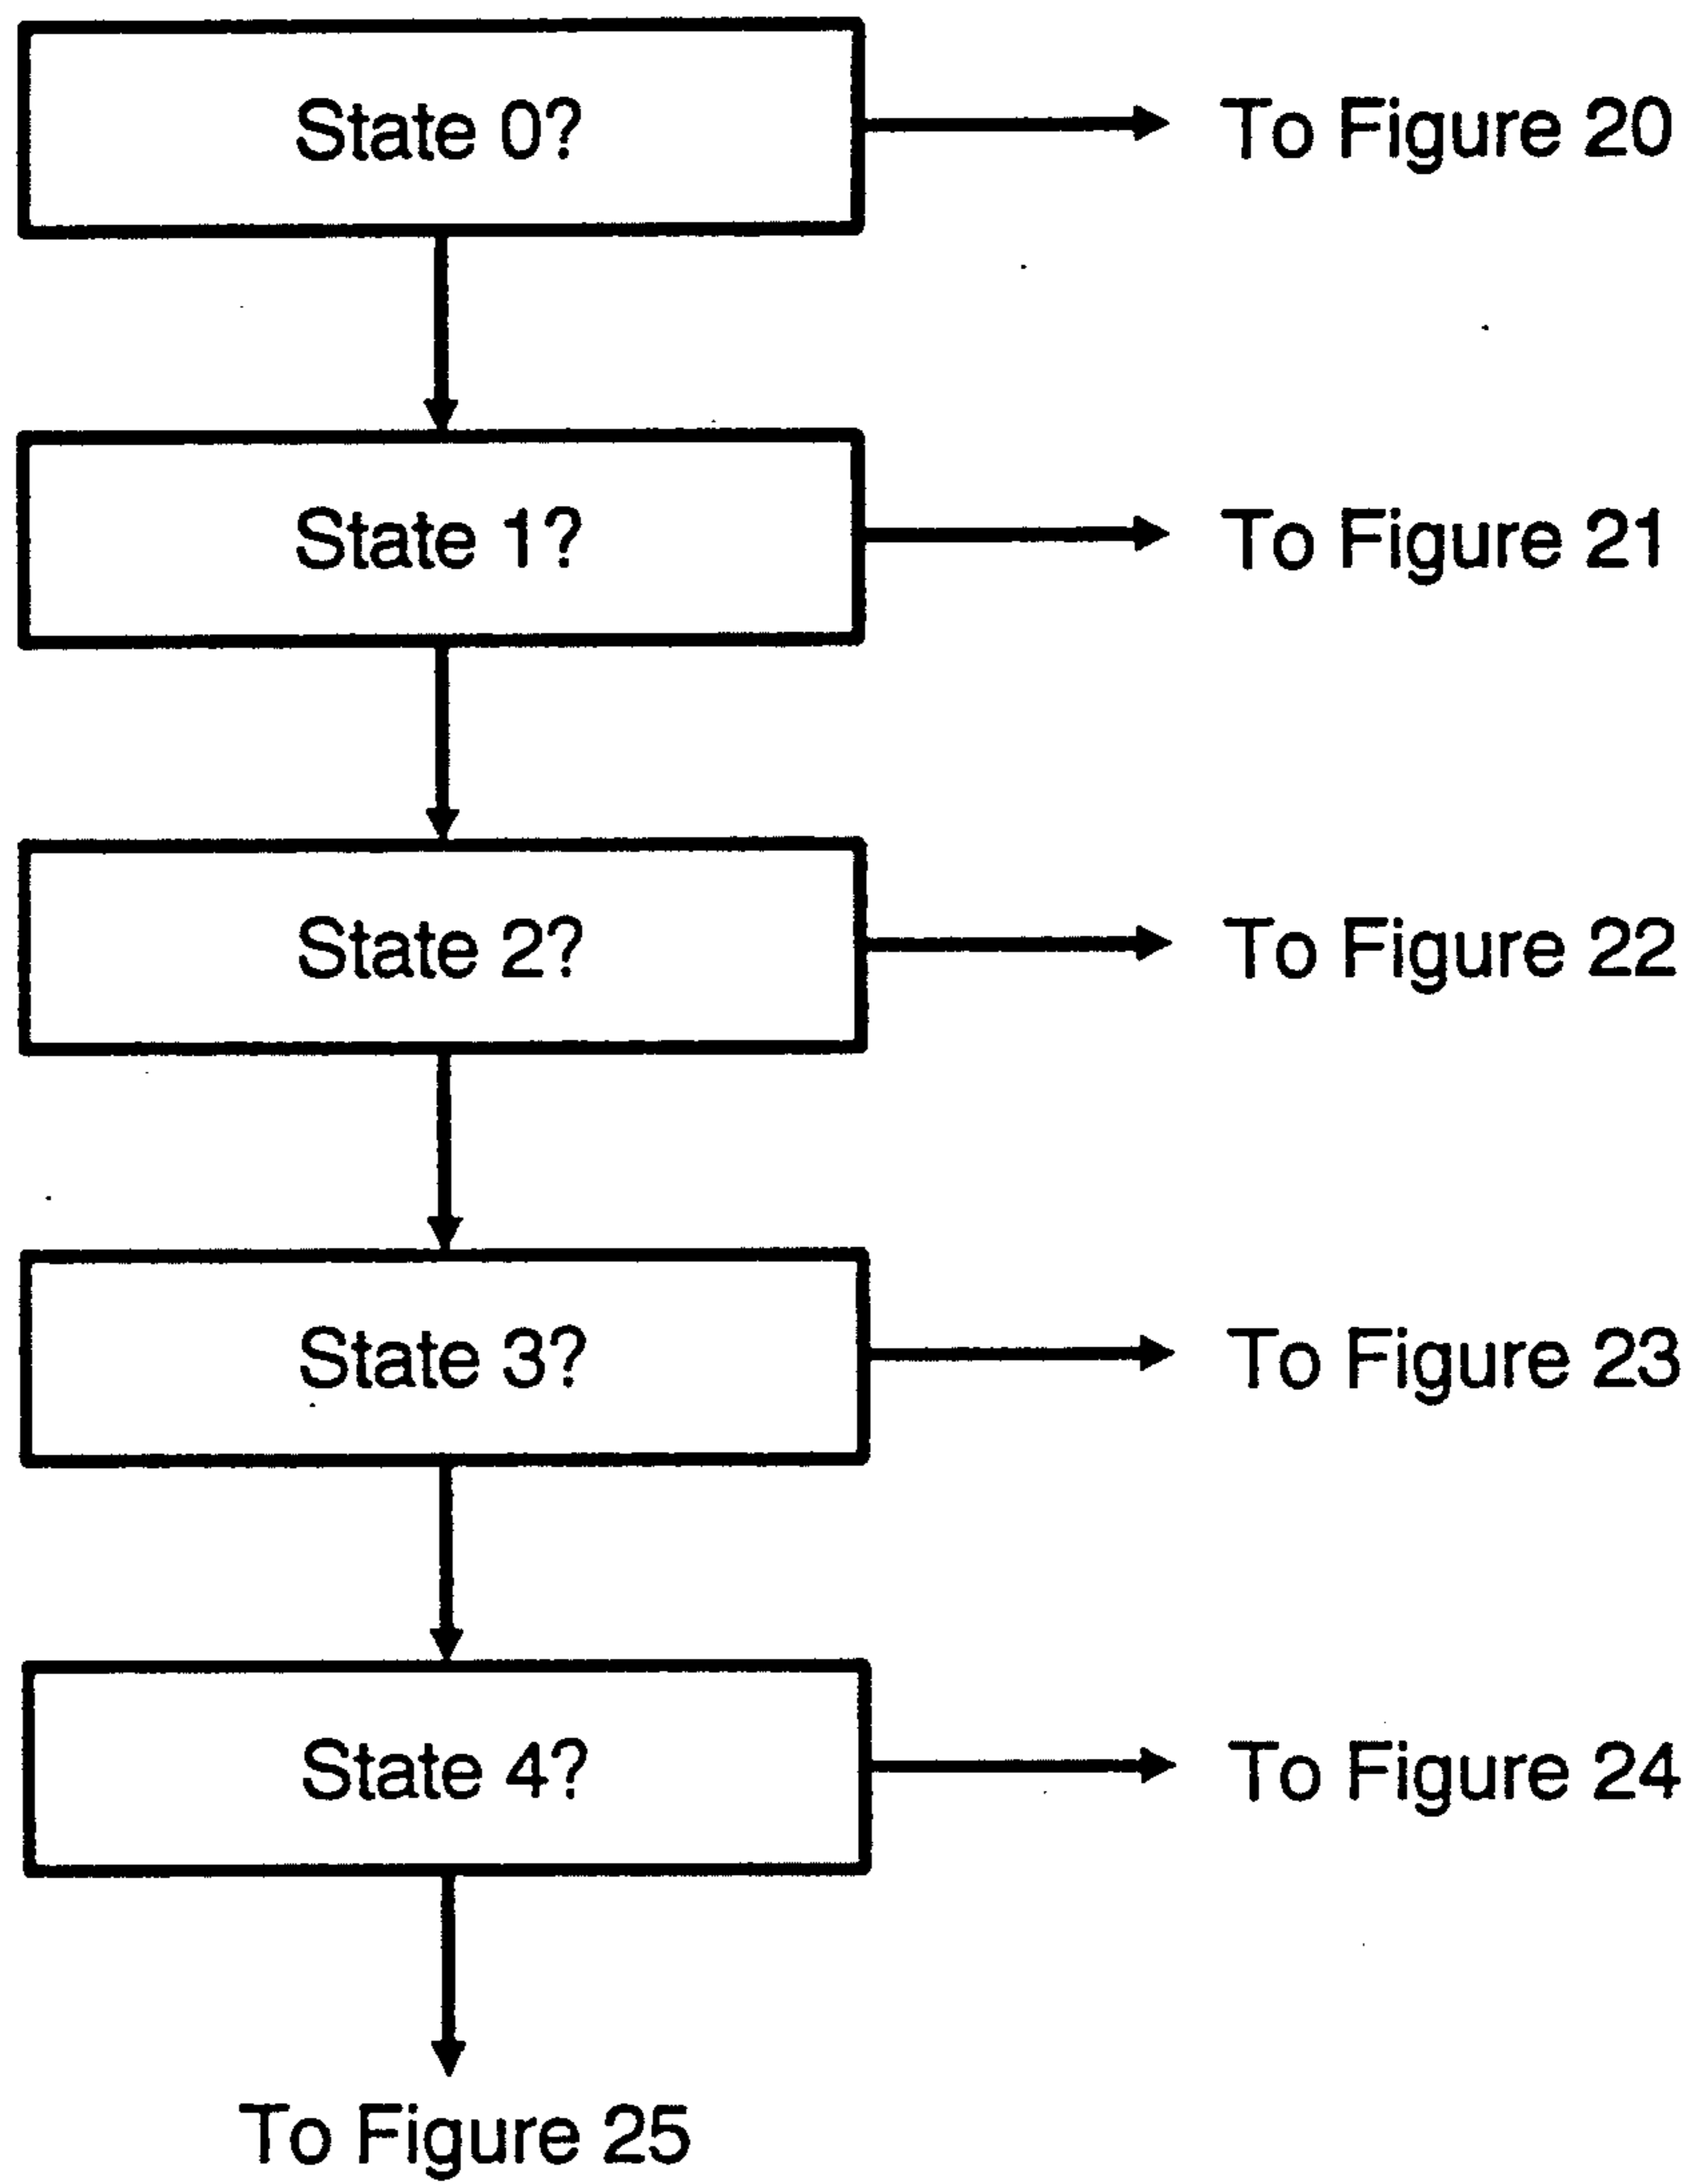 State 0?
To Figure 20
State 1?
To Figure 21
State 2?
To Figure 22
State 3?
To Figure 23
State 4?
To Figure 24
To Figure 25